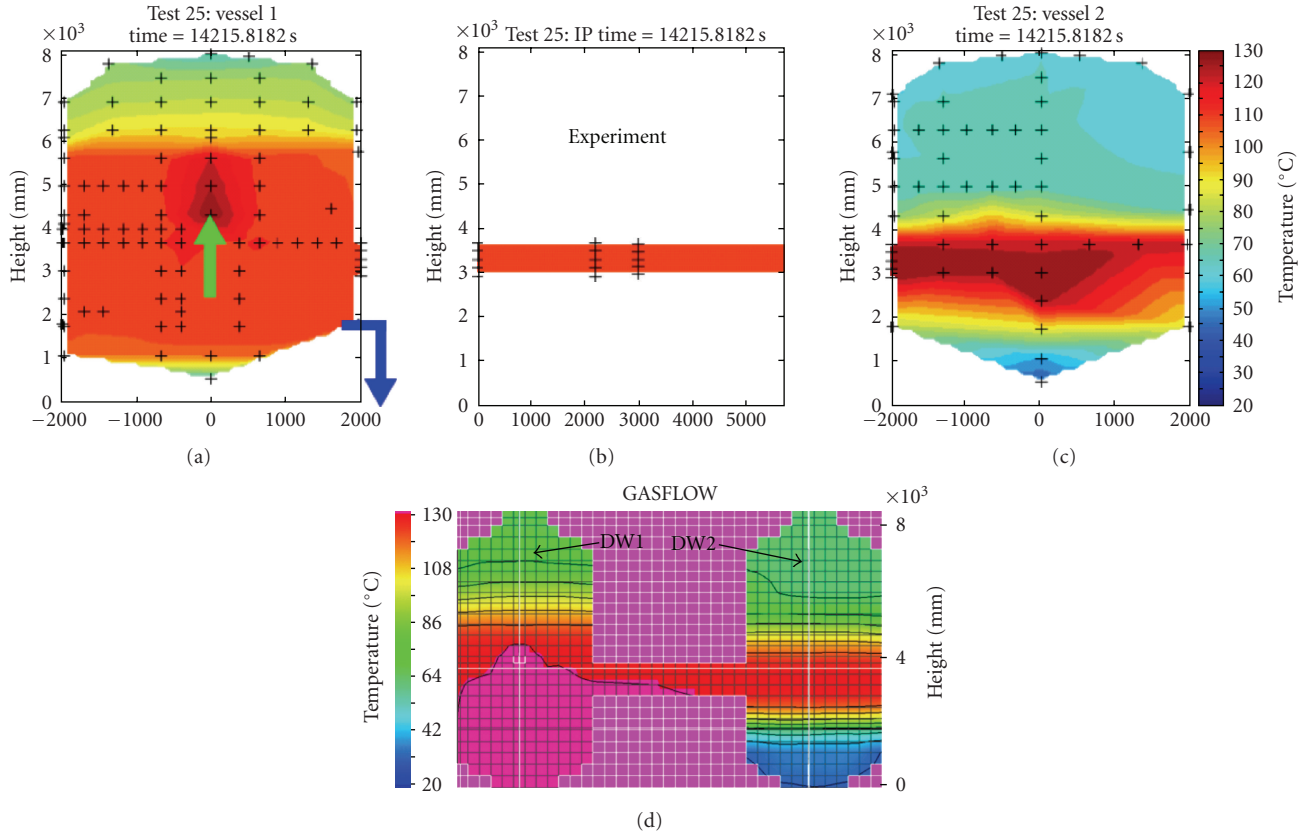 Test 25: vessel 1
time = 14215.8182 s
×10³
8
7
6
5
4
3
2
1
0
Height (mm)
−2000 −1000 0 1000 2000
(a)
Test 25: IP time = 14215.8182 s
×10³
8
7
6
5
4
3
2
1
0
Height (mm)
Experiment
0 1000 2000 3000 4000 5000
(b)
Test 25: vessel 2
time = 14215.8182 s
×10³
8
7
6
5
4
3
2
1
0
Height (mm)
−2000 −1000 0 1000 2000
130
120
110
100
90
80
70
60
50
40
30
20
Temperature (°C)
(c)
GASFLOW
130
108
86
64
42
20
Temperature (°C)
DW1
DW2
×10³
8
4
0
Height (mm)
(d)